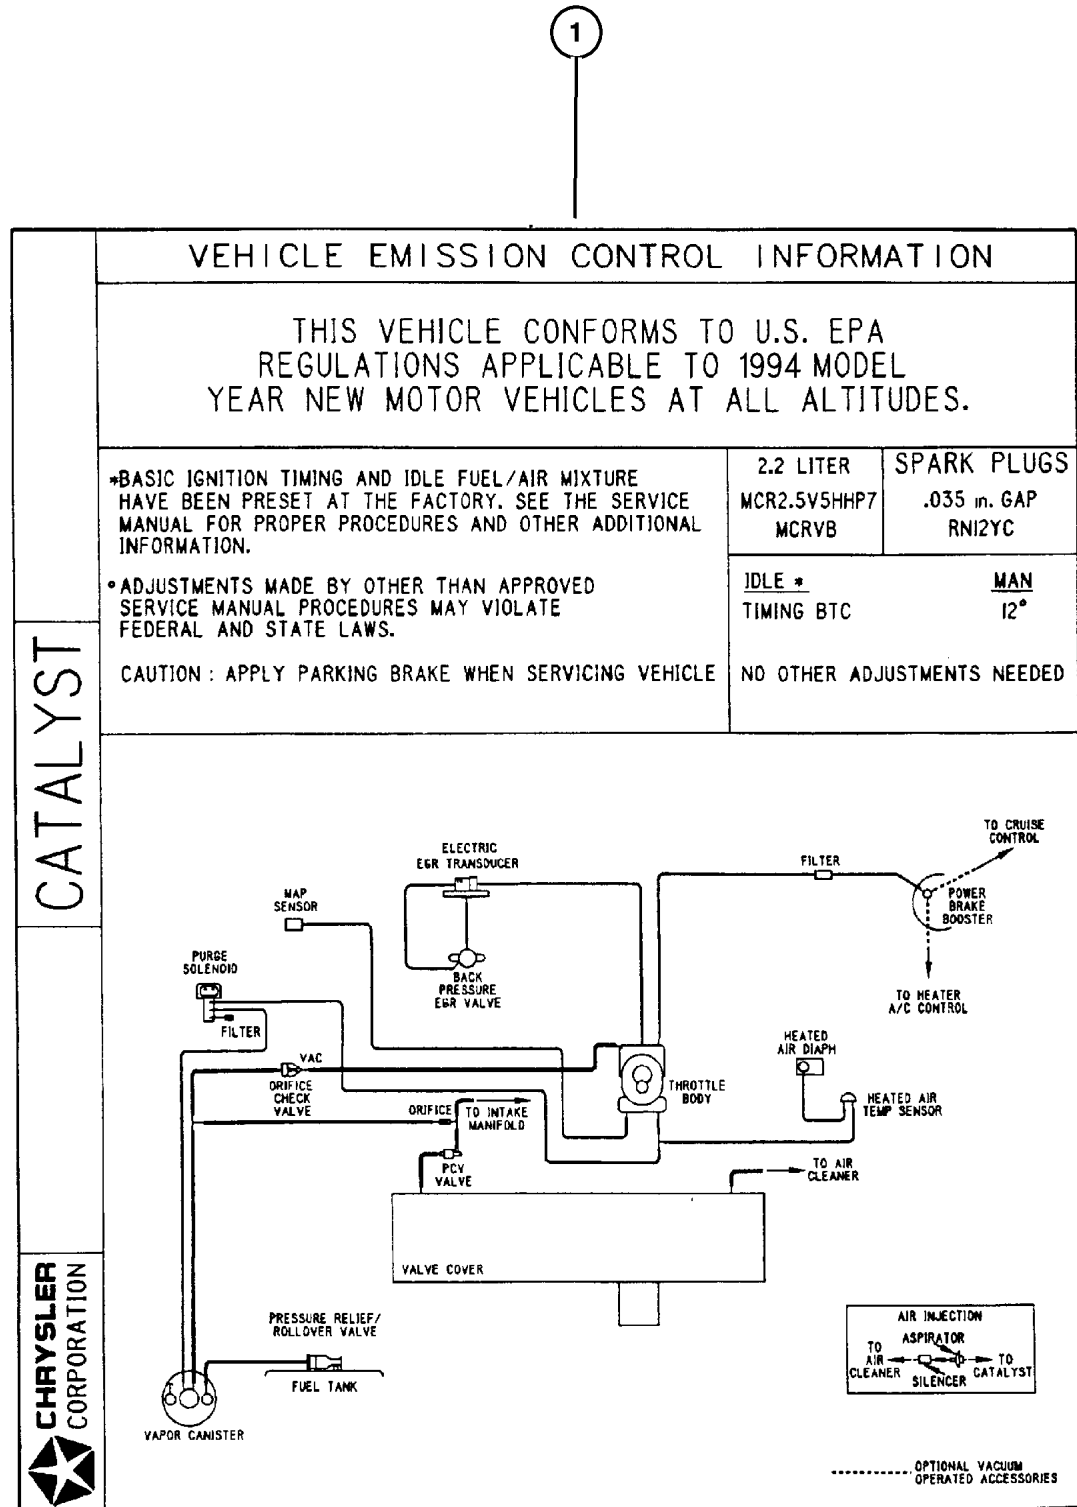 1
VEHICLE EMISSION CONTROL INFORMATION
THIS VEHICLE CONFORMS TO U.S. EPA
REGULATIONS APPLICABLE TO 1994 MODEL
YEAR NEW MOTOR VEHICLES AT ALL ALTITUDES.
*BASIC IGNITION TIMING AND IDLE FUEL/AIR MIXTURE
HAVE BEEN PRESET AT THE FACTORY. SEE THE SERVICE
MANUAL FOR PROPER PROCEDURES AND OTHER ADDITIONAL
INFORMATION.
°ADJUSTMENTS MADE BY OTHER THAN APPROVED
SERVICE MANUAL PROCEDURES MAY VIOLATE
FEDERAL AND STATE LAWS.
CAUTION : APPLY PARKING BRAKE WHEN SERVICING VEHICLE
2.2 LITER
MCR2.5V5HHP7
MCRVB
SPARK PLUGS
.035 in. GAP
RN12YC
IDLE * MAN
TIMING BTC 12°
NO OTHER ADJUSTMENTS NEEDED
CATALYST
CHRYSLER
CORPORATION
ELECTRIC
EGR TRANSDUCER
MAP
SENSOR
PURGE
SOLENOID
FILTER
BACK
PRESSURE
EGR VALVE
FILTER
TO CRUISE
CONTROL
POWER
BRAKE
BOOSTER
TO HEATER
A/C CONTROL
HEATED
AIR DIAPH
HEATED AIR
TEMP SENSOR
THROTTLE
BODY
VAC
ORIFICE
CHECK
VALVE
ORIFICE
TO INTAKE
MANIFOLD
PCV
VALVE
TO AIR
CLEANER
VALVE COVER
PRESSURE RELIEF/
ROLLOVER VALVE
FUEL TANK
VAPOR CANISTER
AIR INJECTION
ASPIRATOR
TO
AIR
CLEANER
SILENCER
TO
CATALYST
OPTIONAL VACUUM
OPERATED ACCESSORIES